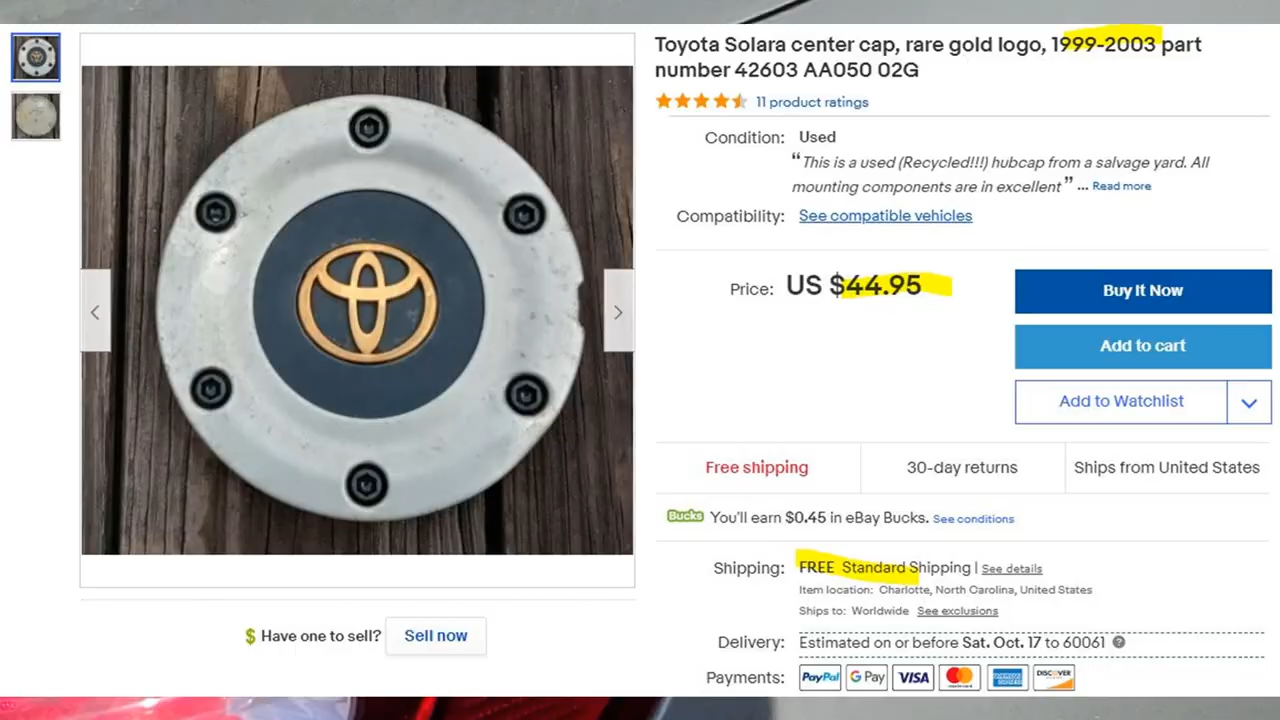 Toyota Solara center cap, rare gold logo, 1999-2003 part
number 42603 AA050 02G
11 product ratings
Condition: Used
“This is a used (Recycled!!!) hubcap from a salvage yard. All
mounting components are in excellent” ... Read more
Compatibility: See compatible vehicles
Price: US $44.95
Buy It Now
Add to cart
Add to Watchlist
Free shipping 30-day returns Ships from United States
Bucks You'll earn $0.45 in eBay Bucks. See conditions
Shipping: FREE Standard Shipping | See details
Item location: Charlotte, North Carolina, United States
Ships to: Worldwide See exclusions
$ Have one to sell? Sell now
Delivery: Estimated on or before Sat. Oct. 17 to 60061 ?
Payments: PayPal G Pay VISA MasterCard AMERICAN EXPRESS DISCOVER